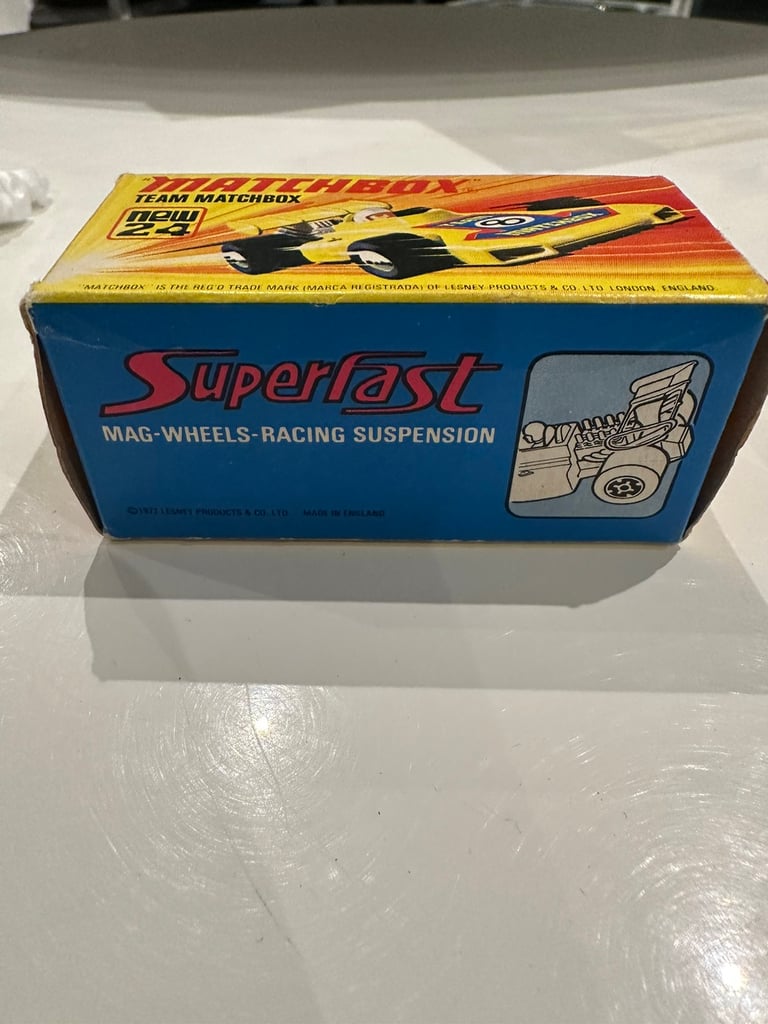 "MATCHBOX"
TEAM MATCHBOX
new
24
8
"MATCHBOX" IS THE REG'D TRADE MARK (MARCA REGISTRADA) OF LESNEY PRODUCTS & CO. LTD. LONDON, ENGLAND.
Superfast
MAG-WHEELS-RACING SUSPENSION
LESNEY PRODUCTS & CO. LTD. MADE IN ENGLAND